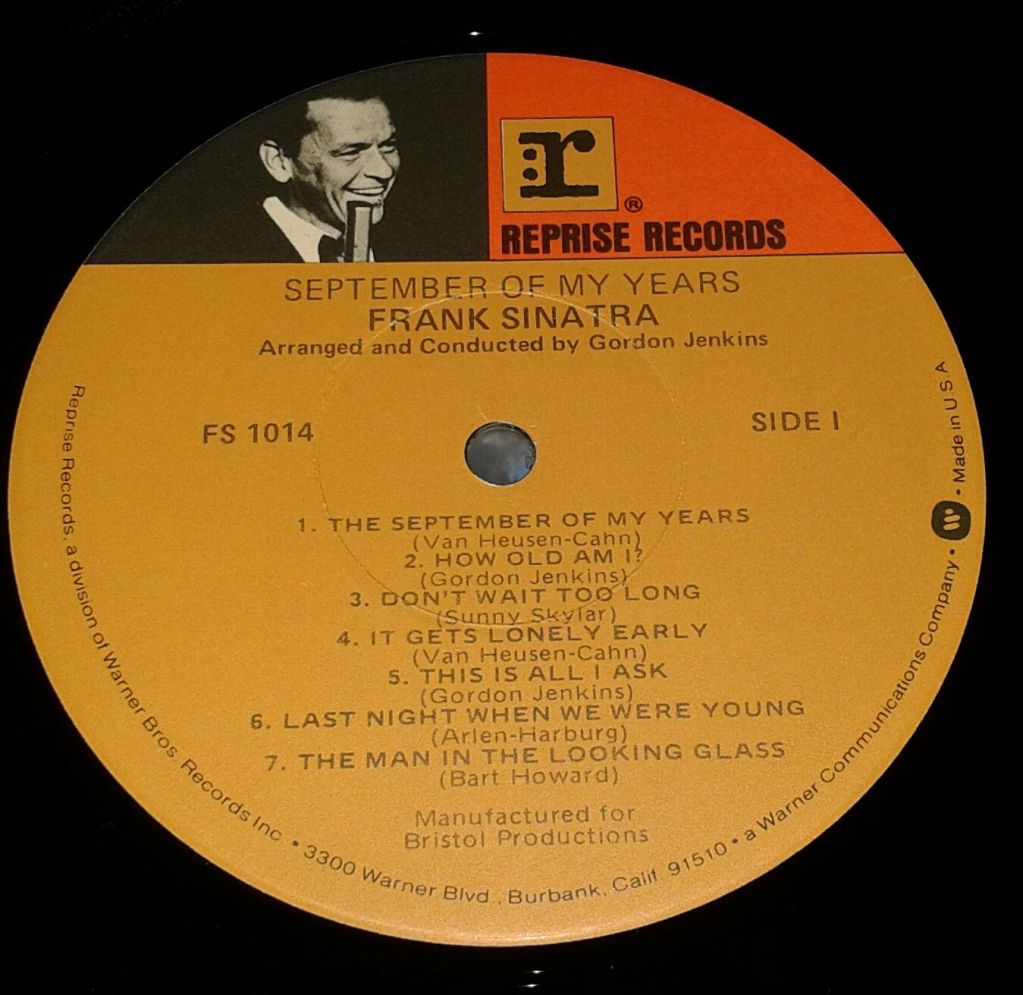 r
®
REPRISE RECORDS
SEPTEMBER OF MY YEARS
FRANK SINATRA
Arranged and Conducted by Gordon Jenkins
FS 1014
SIDE I
1. THE SEPTEMBER OF MY YEARS
(Van Heusen-Cahn)
2. HOW OLD AM I?
(Gordon Jenkins)
3. DON'T WAIT TOO LONG
(Sunny Skylar)
4. IT GETS LONELY EARLY
(Van Heusen-Cahn)
5. THIS IS ALL I ASK
(Gordon Jenkins)
6. LAST NIGHT WHEN WE WERE YOUNG
(Arlen-Harburg)
7. THE MAN IN THE LOOKING GLASS
(Bart Howard)
Manufactured for
Bristol Productions
Reprise Records, a division of Warner Bros. Records Inc. • 3300 Warner Blvd., Burbank, Calif. 91510 • a Warner Communications Company • W • Made in U.S.A.